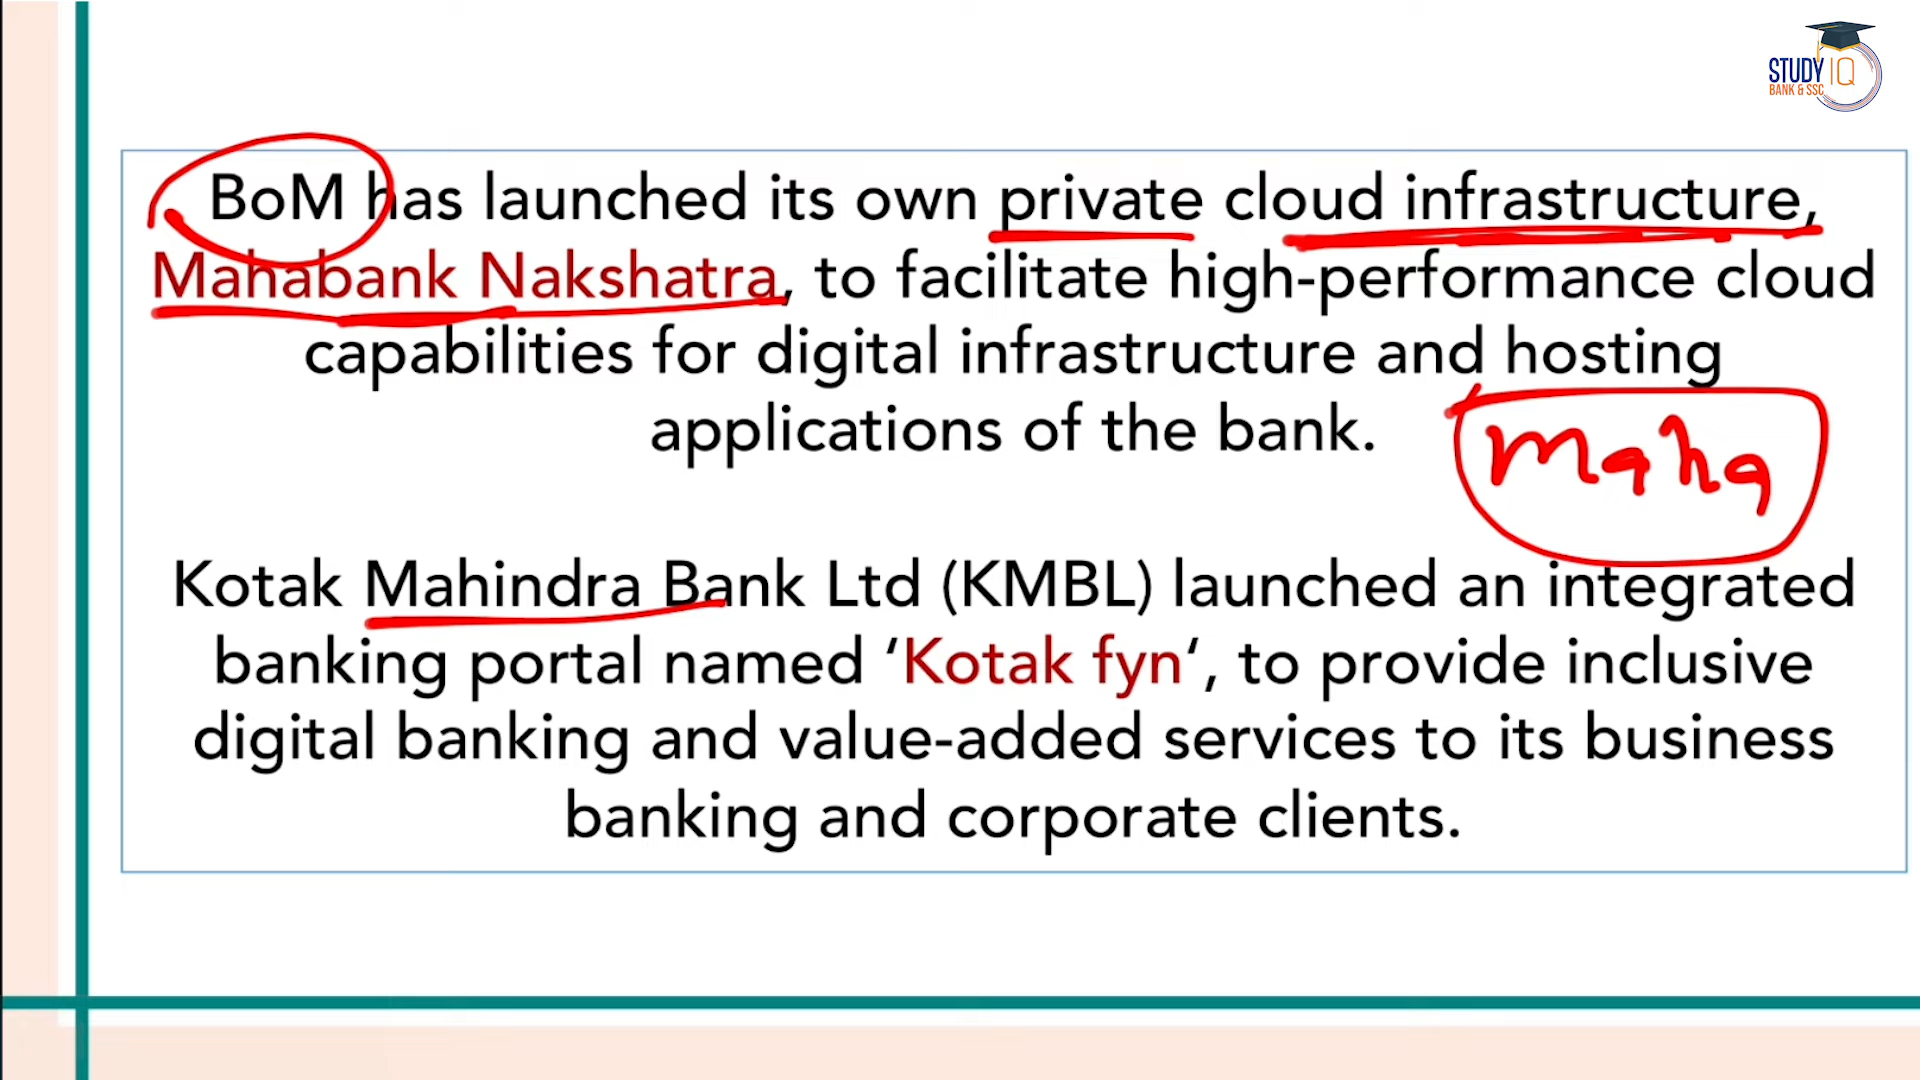 STUDY IQ
BANK & SSC
BoM has launched its own private cloud infrastructure,
Mahabank Nakshatra, to facilitate high-performance cloud
capabilities for digital infrastructure and hosting
applications of the bank.
Maha
Kotak Mahindra Bank Ltd (KMBL) launched an integrated
banking portal named ‘Kotak fyn‘, to provide inclusive
digital banking and value-added services to its business
banking and corporate clients.